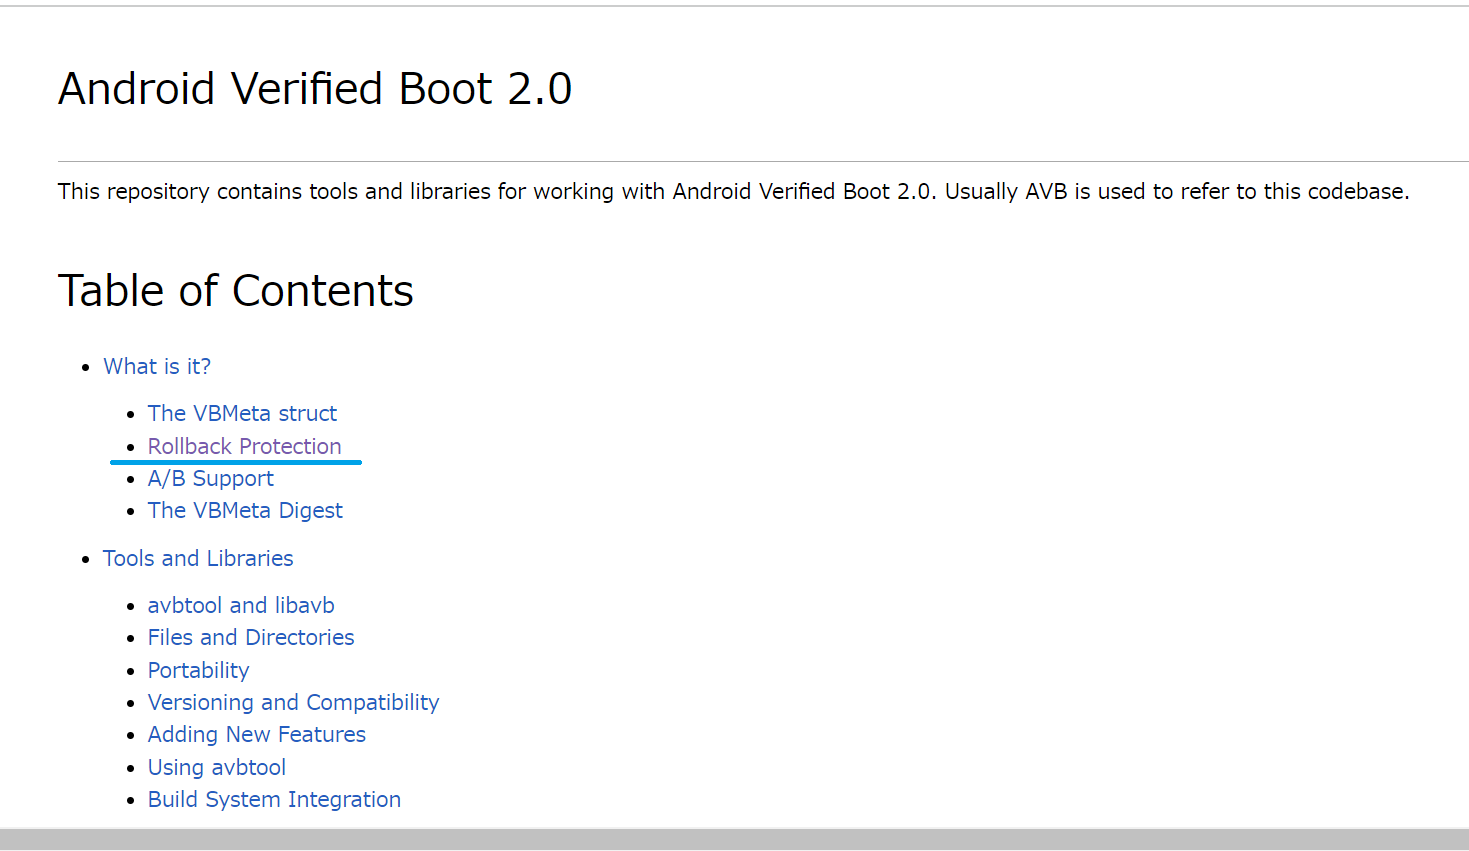 Android Verified Boot 2.0
This repository contains tools and libraries for working with Android Verified Boot 2.0. Usually AVB is used to refer to this codebase.
Table of Contents
What is it?
The VBMeta struct
Rollback Protection
A/B Support
The VBMeta Digest
Tools and Libraries
avbtool and libavb
Files and Directories
Portability
Versioning and Compatibility
Adding New Features
Using avbtool
Build System Integration